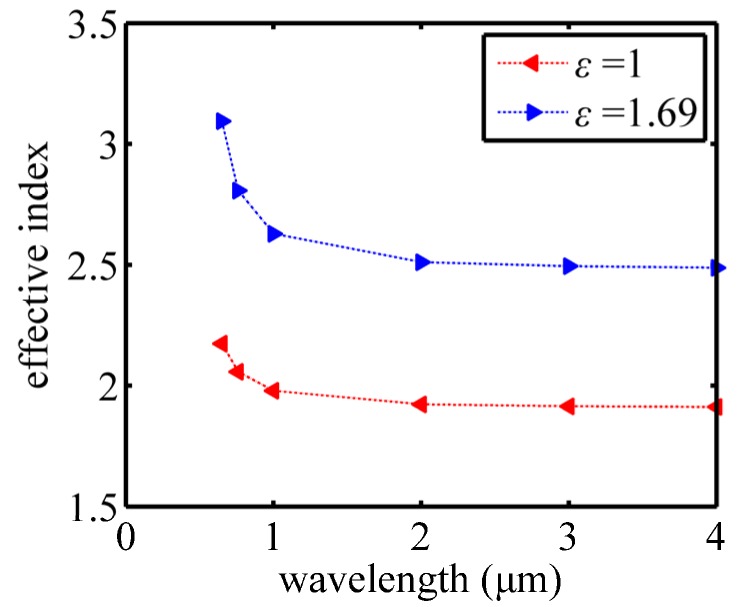 3.5
3
2.5
2
1.5
0
1
2
3
4
effective index
wavelength (μm)
ε =1
ε =1.69